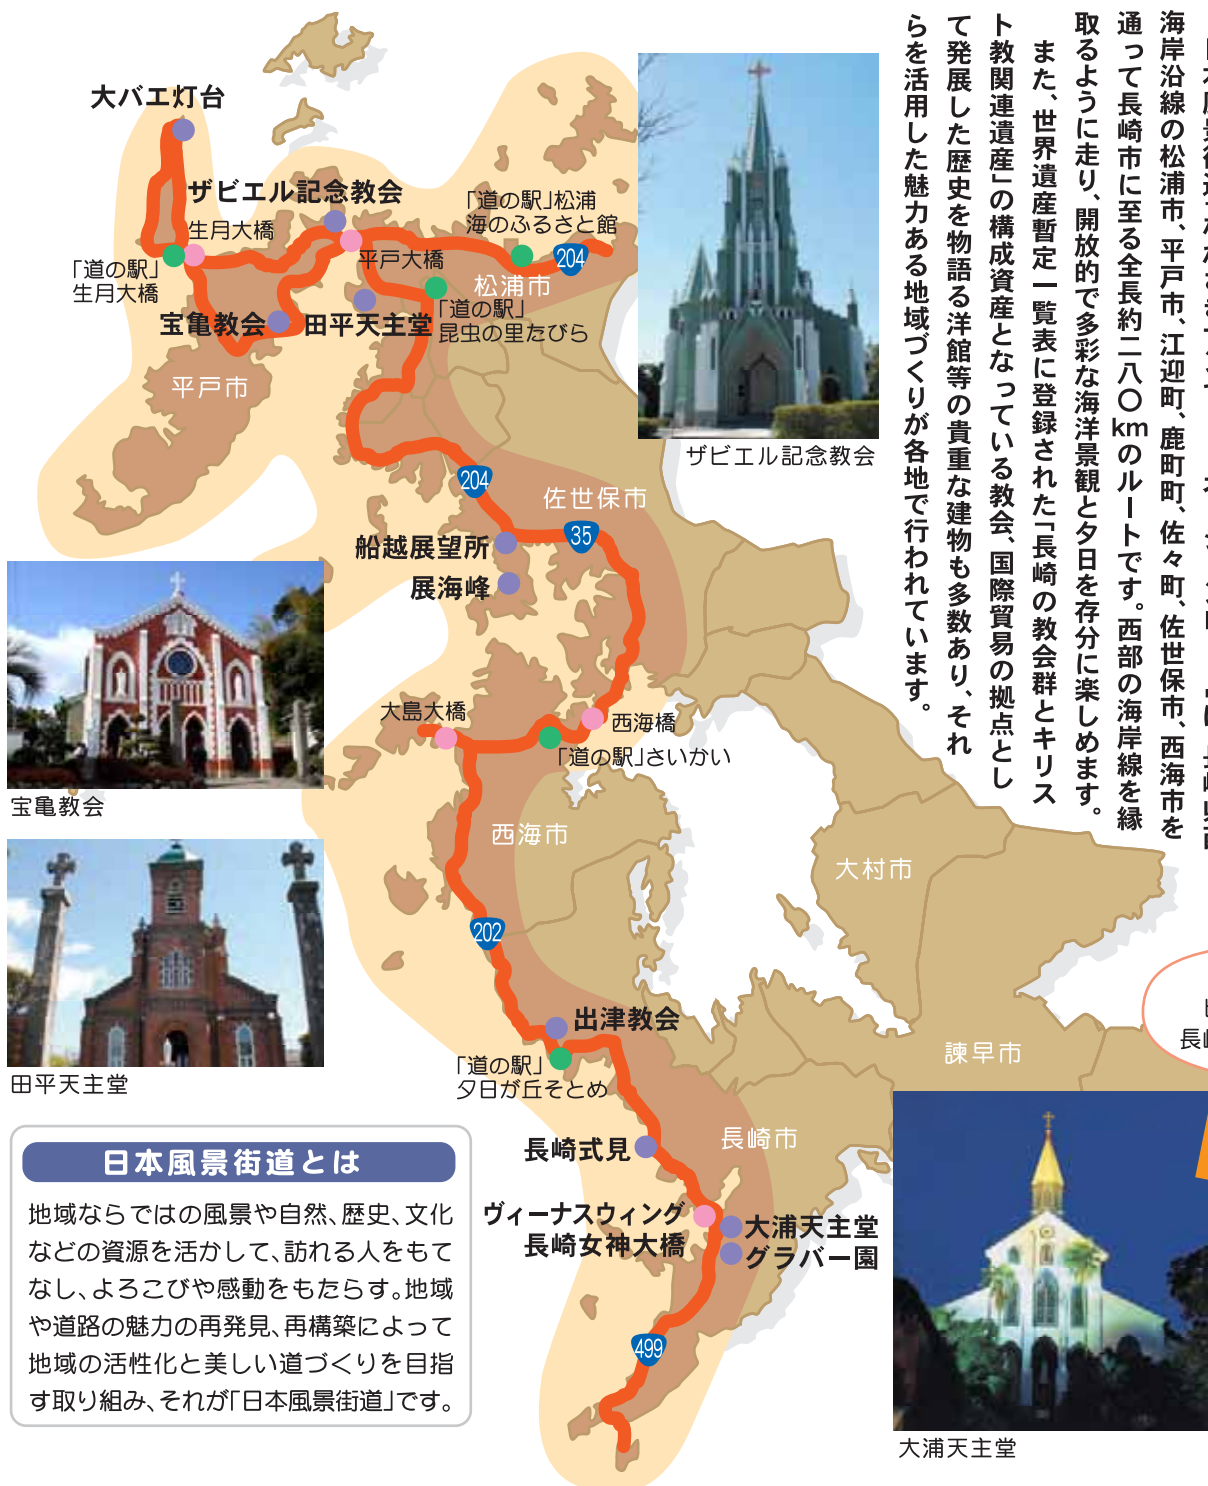 海岸沿線の松浦市、平戸市、江迎町、鹿町町、佐々町、佐世保市、西海市を
通って長崎市に至る全長約二八〇kmのルートです。西部の海岸線を縁
取るように走り、開放的で多彩な海洋景観と夕日を存分に楽しめます。
また、世界遺産暫定一覧表に登録された「長崎の教会群とキリス
ト教関連遺産」の構成資産となっている教会、国際貿易の拠点とし
て発展した歴史を物語る洋館等の貴重な建物も多数あり、それ
らを活用した魅力ある地域づくりが各地で行われています。
大バエ灯台
ザビエル記念教会
生月大橋
「道の駅」
生月大橋
「道の駅」松浦
海のふるさと館
204
平戸大橋
松浦市
宝亀教会
田平天主堂
「道の駅」
昆虫の里たびら
平戸市
ザビエル記念教会
204
佐世保市
35
船越展望所
展海峰
宝亀教会
大島大橋
西海橋
「道の駅」さいかい
西海市
大村市
田平天主堂
202
出津教会
「道の駅」
夕日が丘そとめ
諫早市
長崎式見
長崎市
ヴィーナスウィング
長崎女神大橋
大浦天主堂
グラバー園
499
大浦天主堂
日本風景街道とは
地域ならではの風景や自然、歴史、文化
などの資源を活かして、訪れる人をもて
なし、よろこびや感動をもたらす。地域
や道路の魅力の再発見、再構築によって
地域の活性化と美しい道づくりを目指
す取り組み、それが「日本風景街道」です。